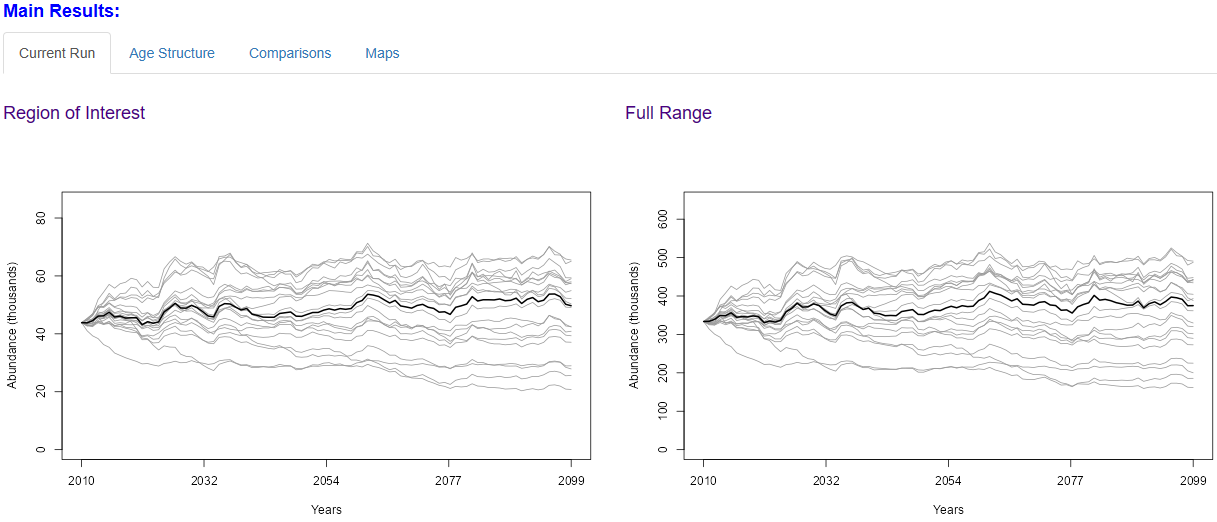 Main Results:
Current Run Age Structure Comparisons Maps
Region of Interest
Full Range
Abundance (thousands)
80
60
40
20
0
2010 2032 2054 2077 2099
Years
Abundance (thousands)
600
500
400
300
200
100
0
2010 2032 2054 2077 2099
Years